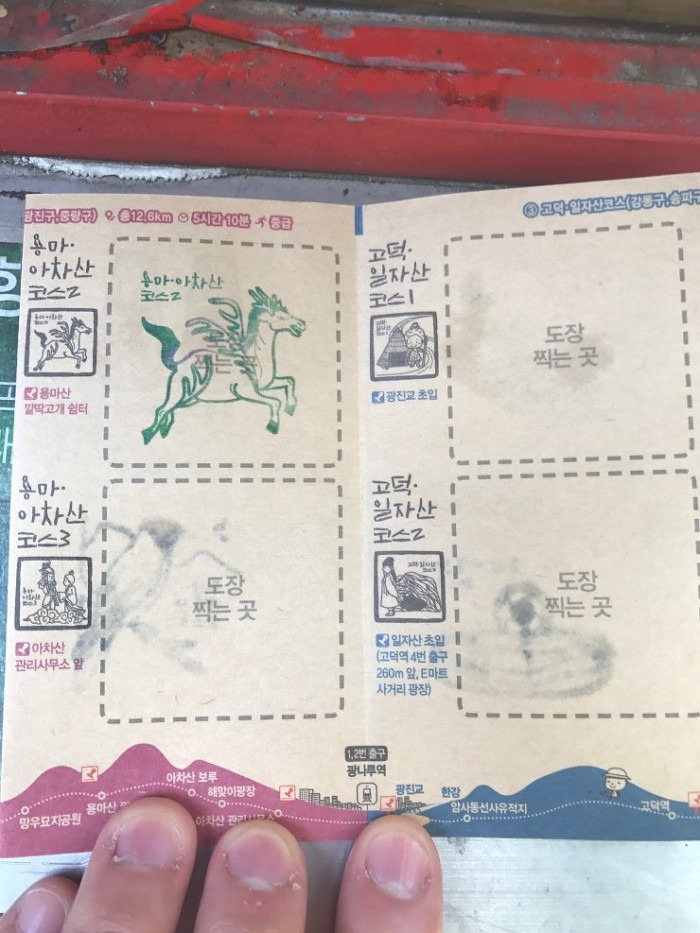 광진구,중랑구) 총12.6km 5시간 10분 중급
용마·
아차산
코스2
용마·아차산
코스2
용마산
깔딱고개 쉼터
용마·
아차산
코스3
도장
찍는 곳
아차산
관리사무소 앞
③ 고덕·일자산코스(강동구,송파구
고덕·
일자산
코스1
도장
찍는 곳
광진교 초입
고덕·
일자산
코스2
도장
찍는 곳
일자산 초입
(고덕역 4번 출구
260m 앞, E마트
사거리 광장)
망우묘지공원
용마산
아차산 보루
해맞이광장
아차산
1,2번 출구
광나루역
광진교
한강
암사동선사유적지
고덕역